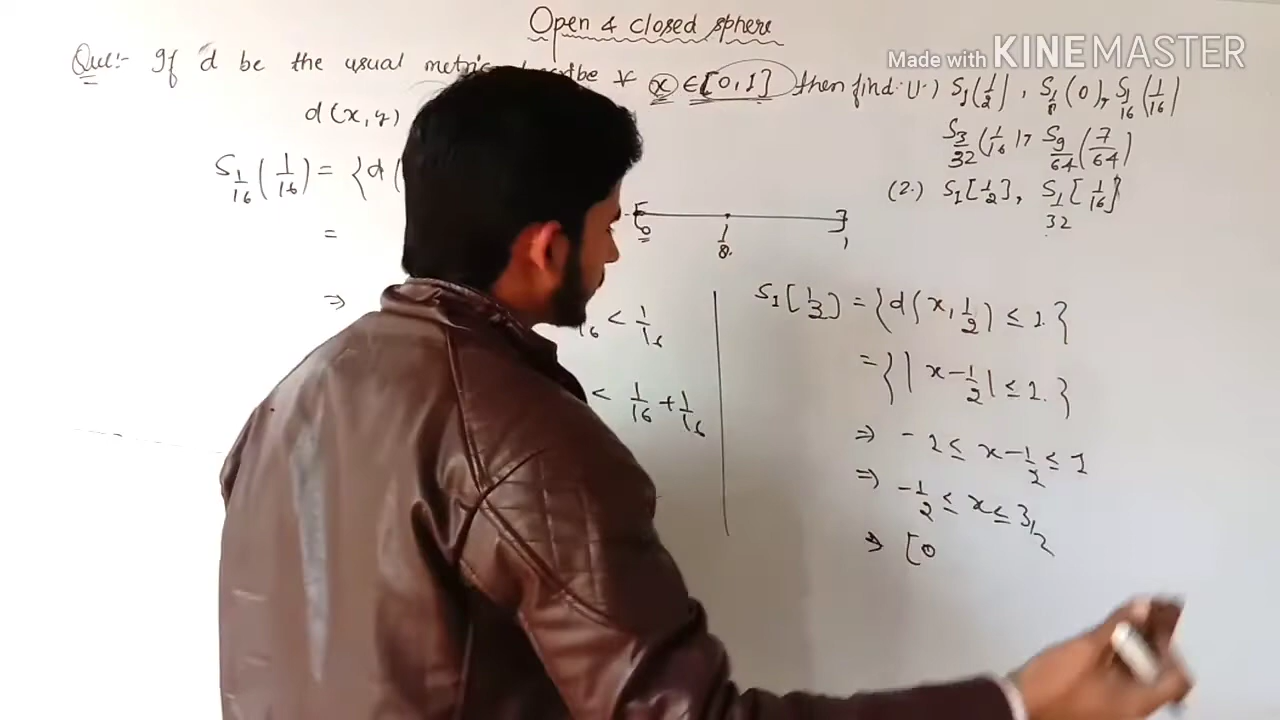 Open & closed sphere
Made with KINEMASTER
Que:- If d be the usual metric ∀ x ∈ [0,1] then find (1.) S₁(1/2), S_{1/8}(0), S_{1/16}(1/16)
d(x,y)
S_{3/32}(1/16), S_{9/64}(7/64)
(2.) S₁[1/2], S_{1/32}[1/16]
S_{1/16}(1/16) = {d(
=
⇒
[ ]
0 1/8. 1
< 1/16
< 1/16 + 1/16
S₁[1/2] = {d(x, 1/2) ≤ 1.}
= {|x - 1/2| ≤ 1.}
⇒ -1 ≤ x - 1/2 ≤ 1
⇒ -1/2 ≤ x ≤ 3/2
⇒ [0